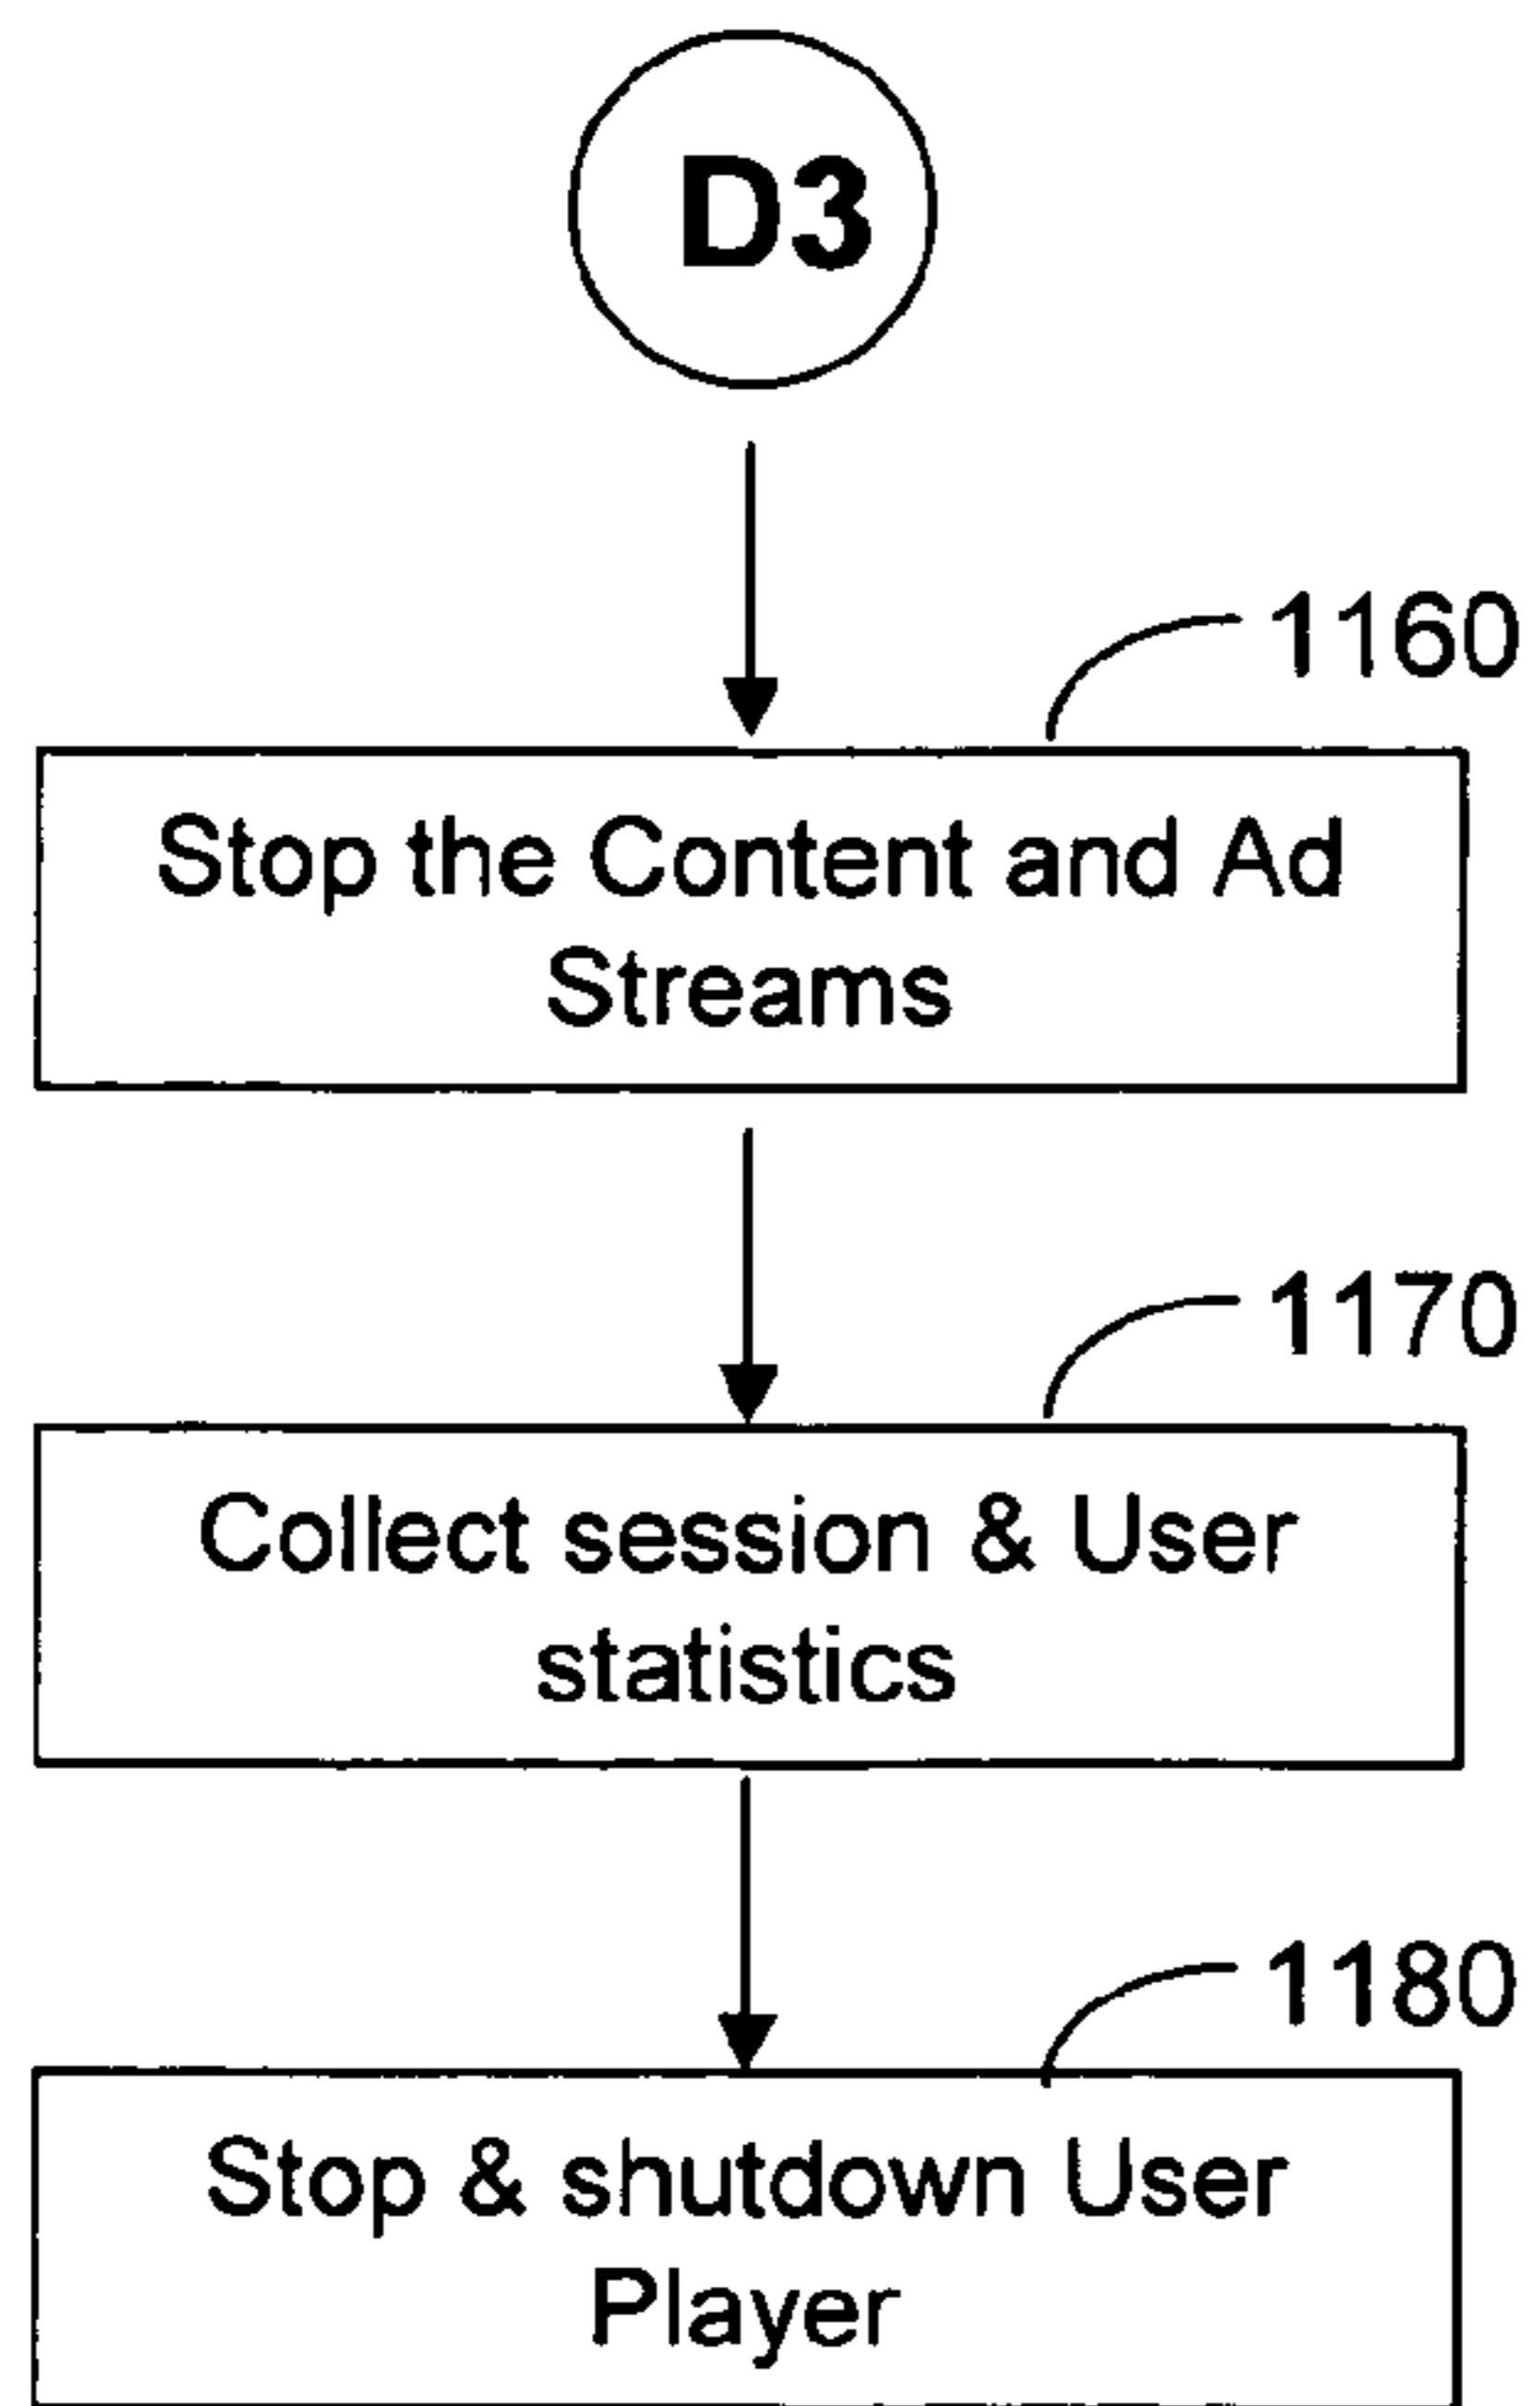 D3
1160
Stop the Content and Ad
Streams
1170
Collect session & User
statistics
1180
Stop & shutdown User
Player